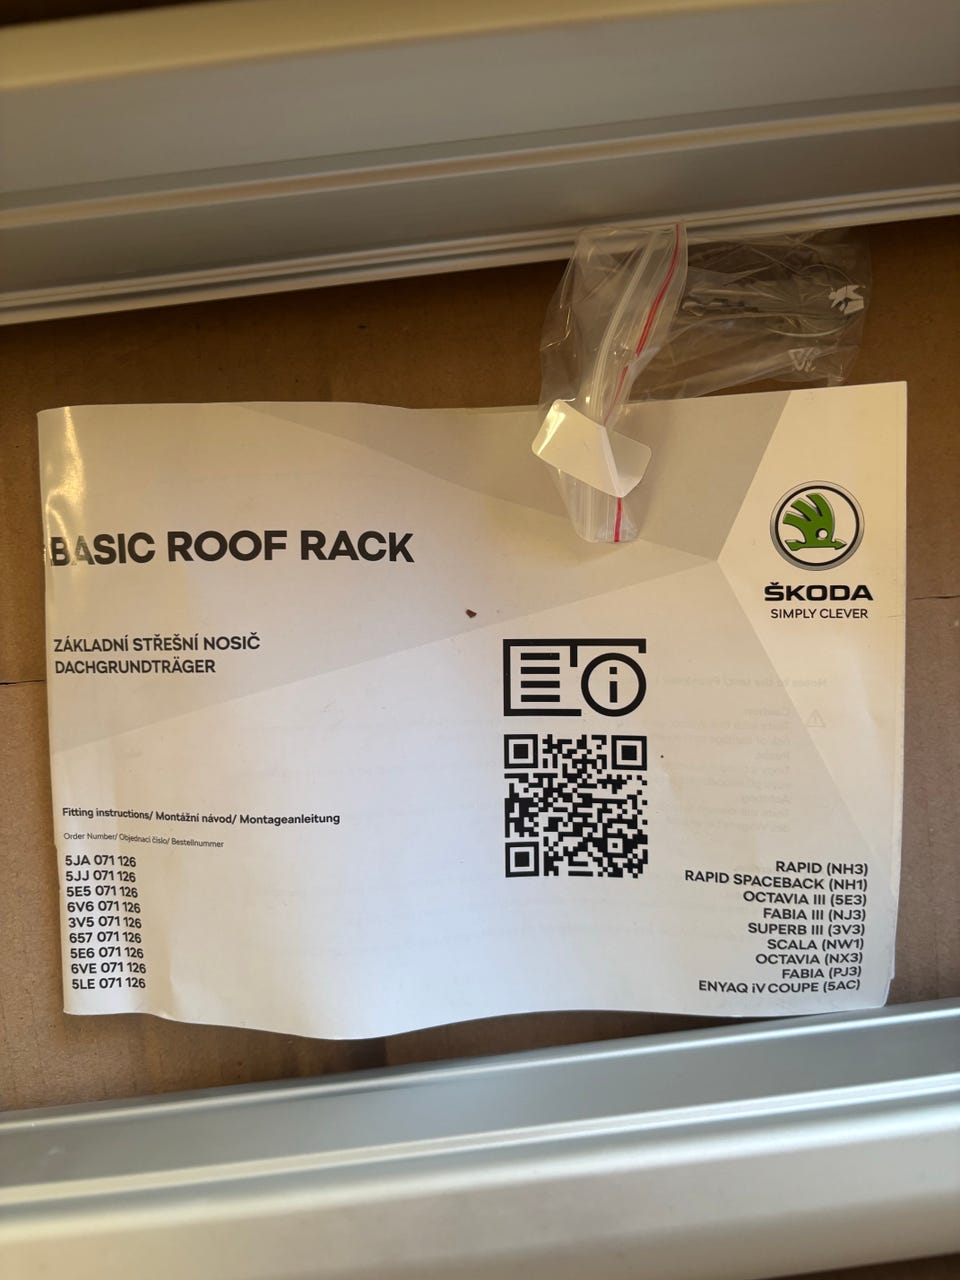 BASIC ROOF RACK
ŠKODA
SIMPLY CLEVER
ZÁKLADNÍ STŘEŠNÍ NOSIČ
DACHGRUNDTRÄGER
Fitting instructions/ Montážní návod/ Montageanleitung
Order Number/ Objednací číslo/ Bestellnummer
5JA 071 126
5JJ 071 126
5E5 071 126
6V6 071 126
3V5 071 126
657 071 126
5E6 071 126
6VE 071 126
5LE 071 126
RAPID (NH3)
RAPID SPACEBACK (NH1)
OCTAVIA III (5E3)
FABIA III (NJ3)
SUPERB III (3V3)
SCALA (NW1)
OCTAVIA (NX3)
FABIA (PJ3)
ENYAQ iV COUPE (5AC)